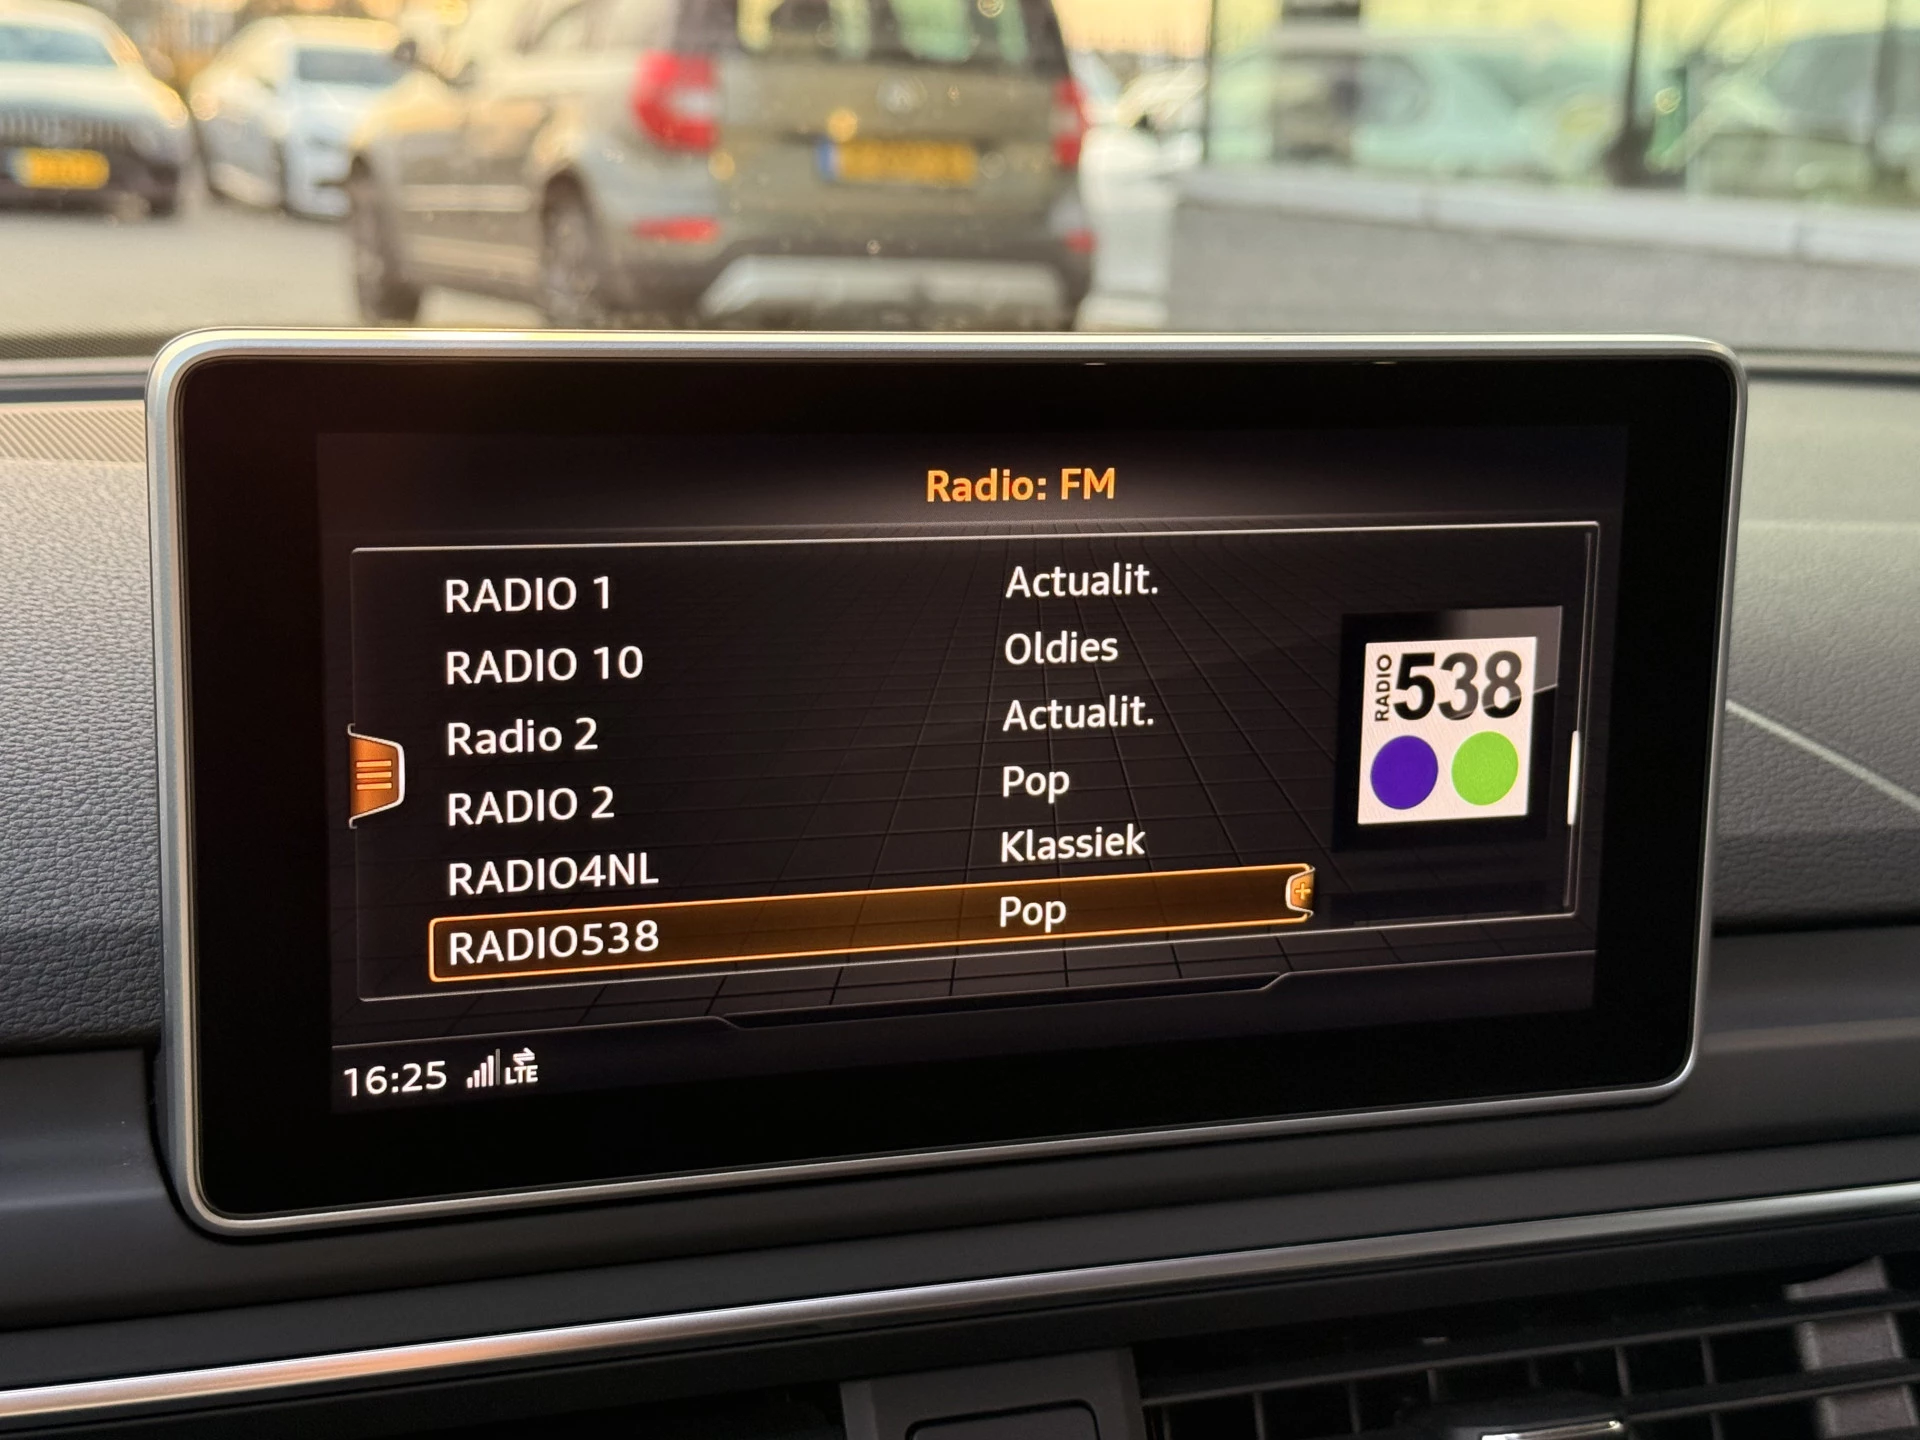 Radio: FM
RADIO 1 Actualit.
RADIO 10 Oldies
Radio 2 Actualit.
RADIO 2 Pop
RADIO4NL Klassiek
RADIO538 Pop
RADIO 538
16:25 LTE